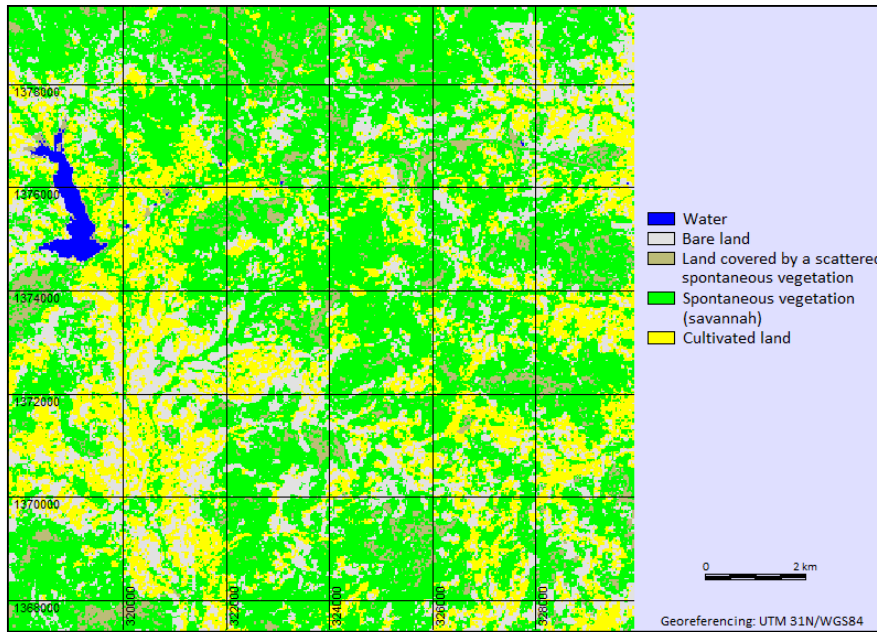 1378000
1376000
1374000
1372000
1370000
1368000
320000
322000
324000
326000
328000
Water
Bare land
Land covered by a scattered
spontaneous vegetation
Spontaneous vegetation
(savannah)
Cultivated land
0 2 km
Georeferencing: UTM 31N/WGS84